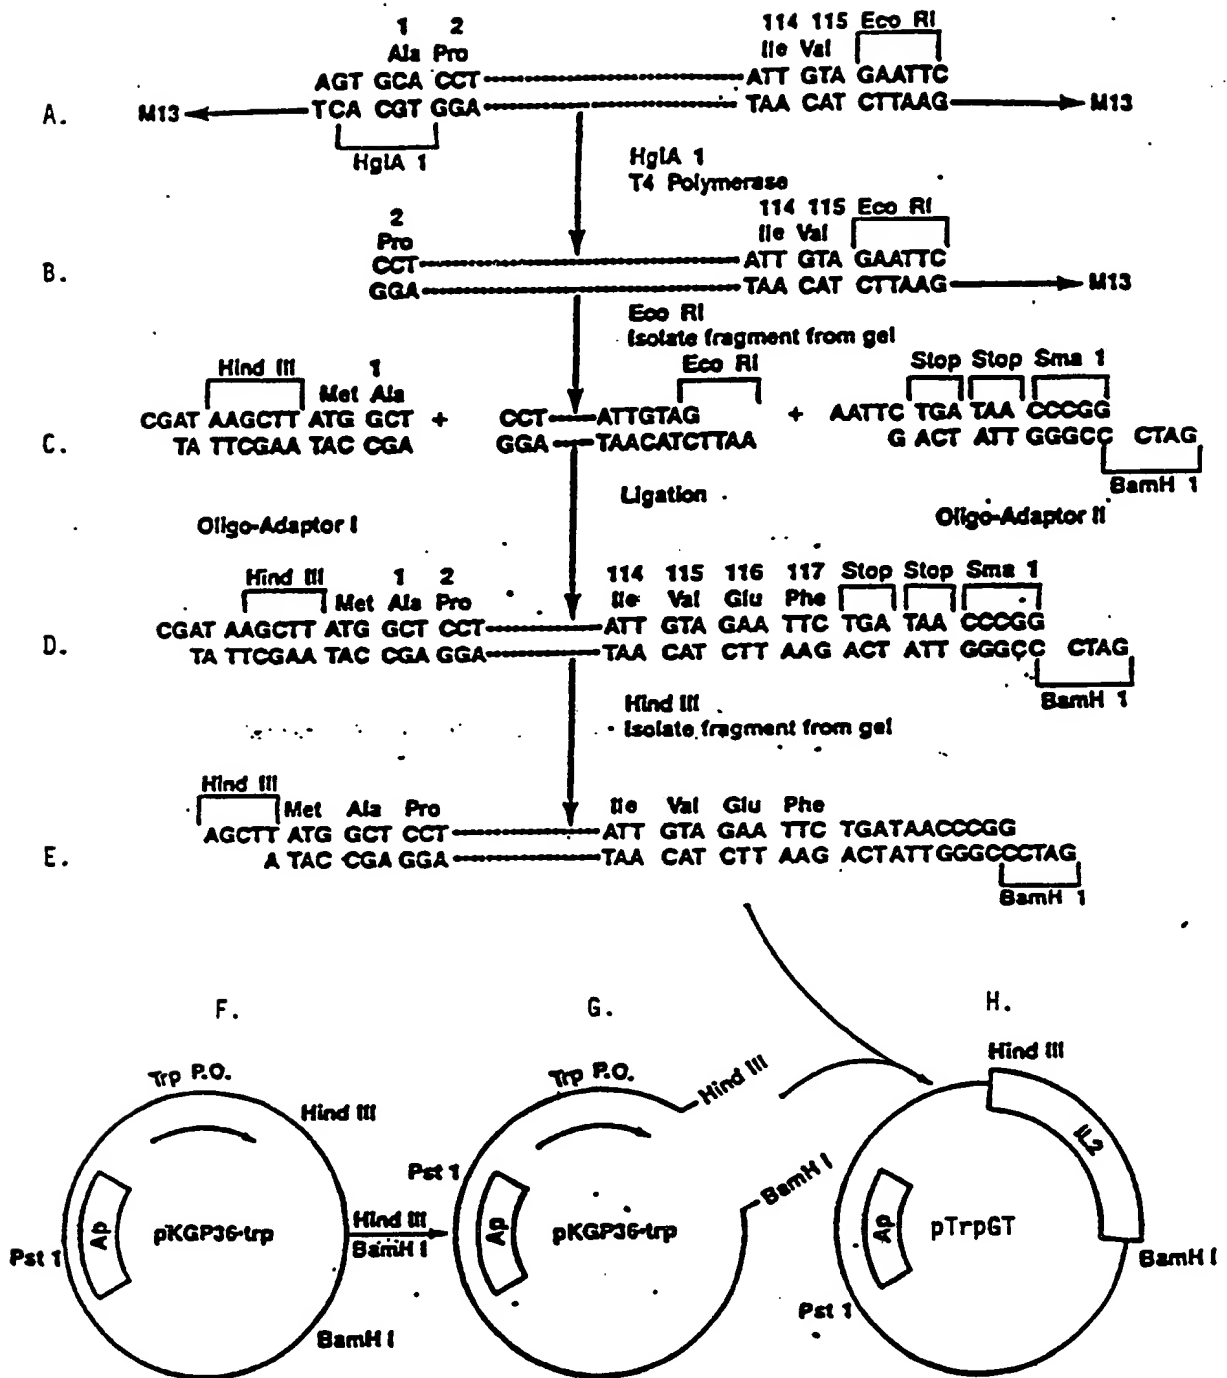 1 2
Ala Pro
114 115 Eco RI
Ile Val
AGT GCA CCT ATT GTA GAATTC
A. M13 TCA CGT GGA TAA CAT CTTAAG M13
HgiA 1
HgiA 1
T4 Polymerase
2
Pro
114 115 Eco RI
Ile Val
CCT ATT GTA GAATTC
B. GGA TAA CAT CTTAAG M13
Eco RI
Isolate fragment from gel
Hind III 1
Met Ala
Eco RI
Stop Stop Sma 1
CGAT AAGCTT ATG GCT + CCT ATTGTAG + AATTC TGA TAA CCCGG
C. TA TTCGAA TAC CGA GGA TAACATCTTAA G ACT ATT GGGCC CTAG
BamH 1
Ligation
Oligo-Adaptor I
Oligo-Adaptor II
Hind III 1 2 114 115 116 117 Stop Stop Sma 1
Met Ala Pro Ile Val Glu Phe
CGAT AAGCTT ATG GCT CCT ATT GTA GAA TTC TGA TAA CCCGG
D. TA TTCGAA TAC CGA GGA TAA CAT CTT AAG ACT ATT GGGCC CTAG
BamH 1
Hind III
Isolate fragment from gel
Hind III
Met Ala Pro Ile Val Glu Phe
AGCTT ATG GCT CCT ATT GTA GAA TTC TGATAACCCGG
E. A TAC CGA GGA TAA CAT CTT AAG ACTATTGGGCCCTAG
BamH 1
F. G. H.
Trp P.O.
Hind III
Pst 1
Ap
pKGP36-trp
BamH I
Hind III
BamH I
Trp P.O.
Hind III
Pst 1
Ap
pKGP36-trp
BamH I
Hind III
IL2
Ap
pTrpGT
Pst 1
BamH I